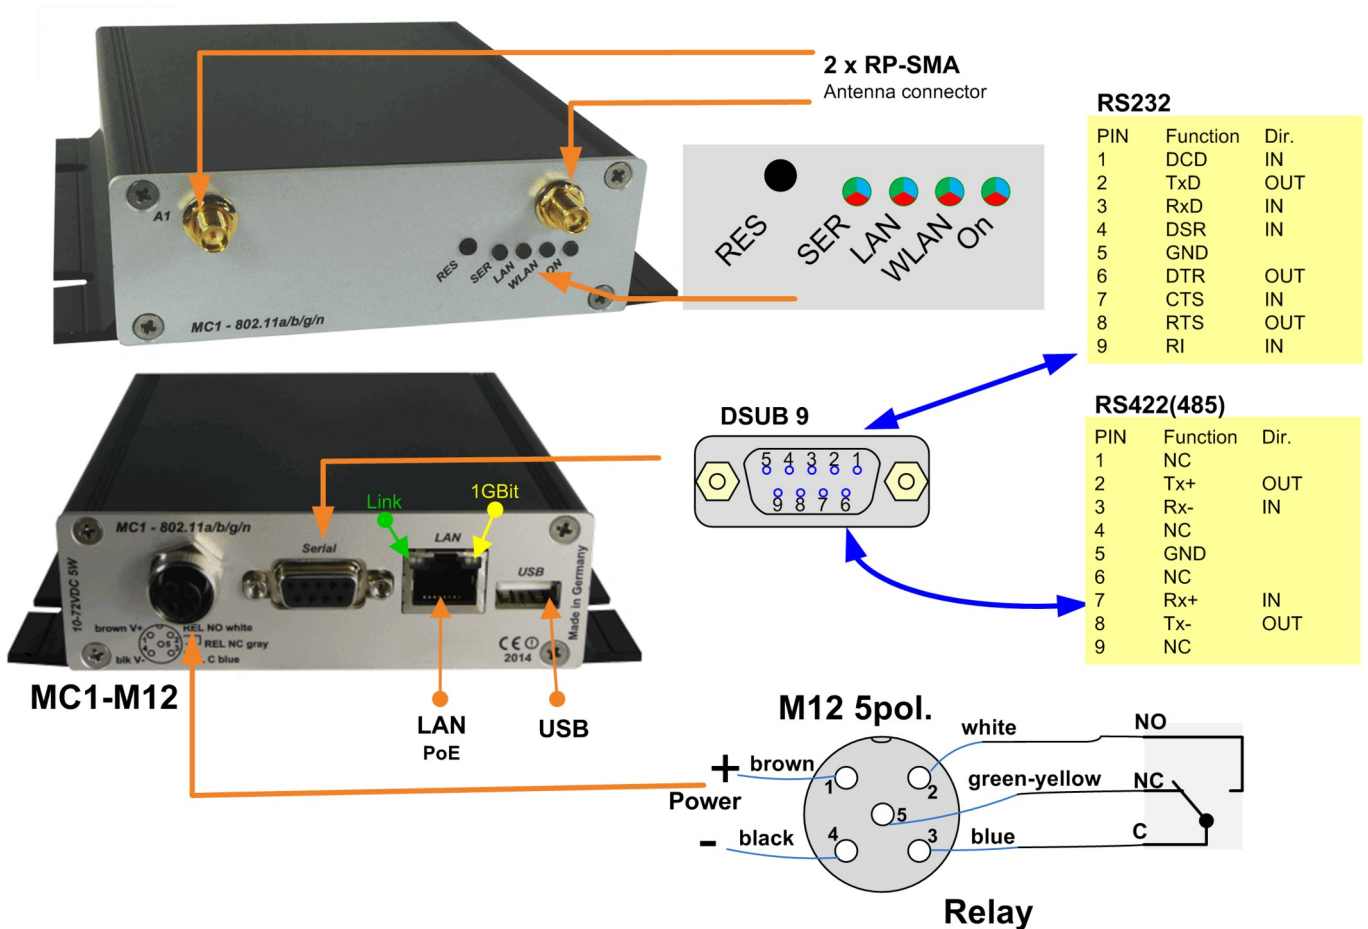 2 x RP-SMA
Antenna connector
A1
RES
SER
LAN
WLAN
ON
MC1 - 802.11a/b/g/n
RES
SER
LAN
WLAN
On
RS232
PIN Function Dir.
1 DCD IN
2 TxD OUT
3 RxD IN
4 DSR IN
5 GND
6 DTR OUT
7 CTS IN
8 RTS OUT
9 RI IN
DSUB 9
5 4 3 2 1
9 8 7 6
RS422(485)
PIN Function Dir.
1 NC
2 Tx+ OUT
3 Rx- IN
4 NC
5 GND
6 NC
7 Rx+ IN
8 Tx- OUT
9 NC
Link
1GBit
MC1 - 802.11a/b/g/n
Serial
LAN
USB
10-72VDC 5W
Made in Germany
brown V+
REL NO white
REL NC gray
blk V-
C blue
CE
2014
MC1-M12
LAN
PoE
USB
M12 5pol.
+ brown
Power
- black
1
2
5
4
3
white
green-yellow
blue
NO
NC
C
Relay